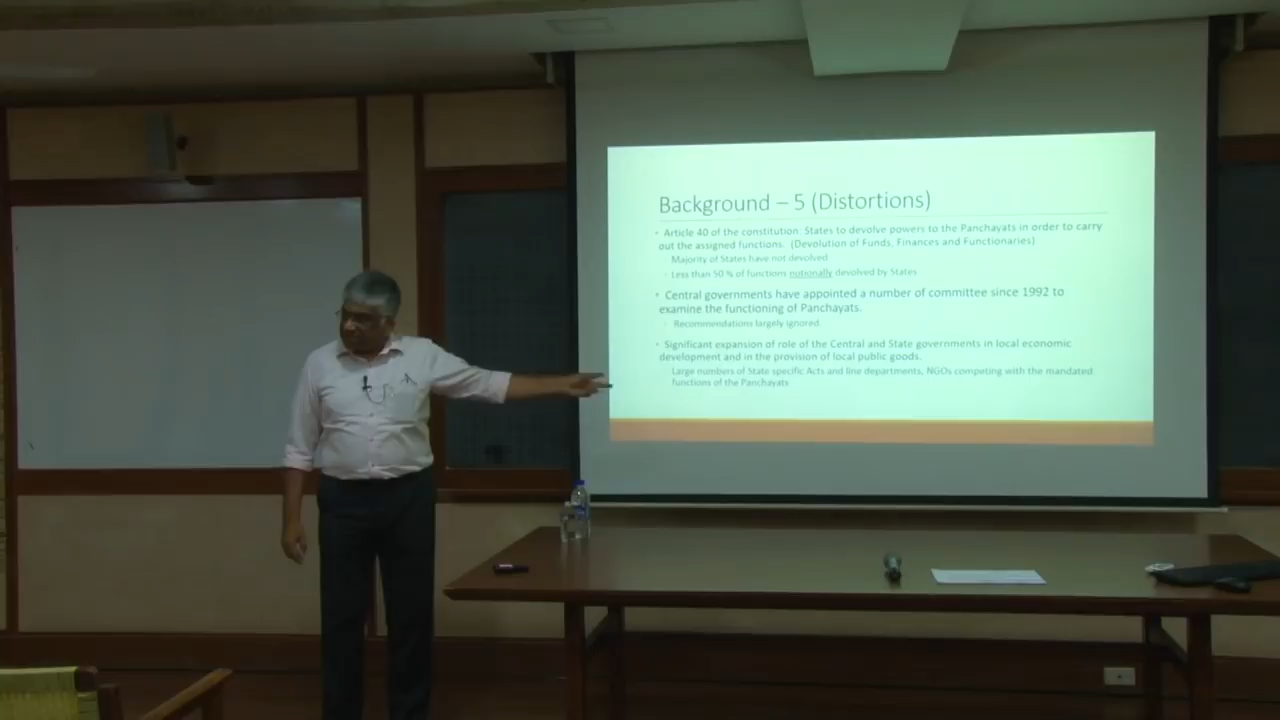 Background – 5 (Distortions)
Article 40 of the constitution: States to devolve powers to the Panchayats in order to carry
out the assigned functions. (Devolution of Funds, Finances and Functionaries)
Majority of States have not devolved
Less than 50 % of functions notionally devolved by States
Central governments have appointed a number of committee since 1992 to
examine the functioning of Panchayats.
Recommendations largely ignored.
Significant expansion of role of the Central and State governments in local economic
development and in the provision of local public goods.
Large numbers of State specific Acts and line departments, NGOs competing with the mandated
functions of the Panchayats